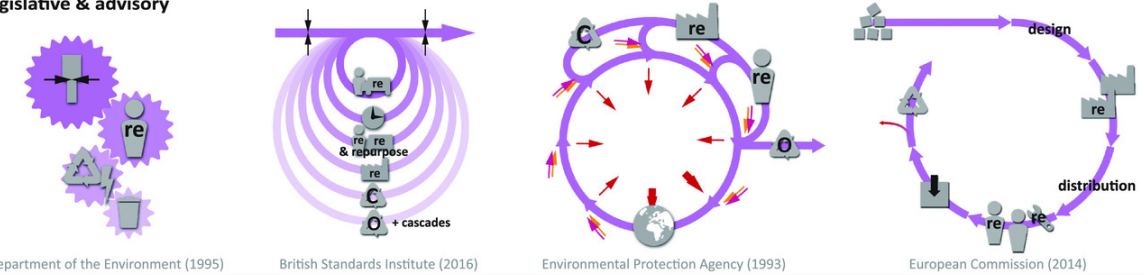 gislative & advisory
re
epartment of the Environment (1995)
re
re
re
& repurpose
re
C
O
+ cascades
British Standards Institute (2016)
C
re
re
O
Environmental Protection Agency (1993)
design
re
distribution
re
re
European Commission (2014)